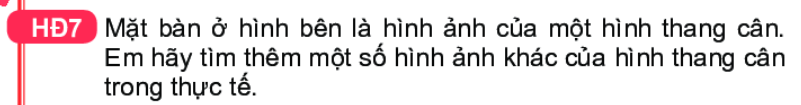 HĐ7 Mặt bàn ở hình bên là hình ảnh của một hình thang cân.
Em hãy tìm thêm một số hình ảnh khác của hình thang cân
trong thực tế.